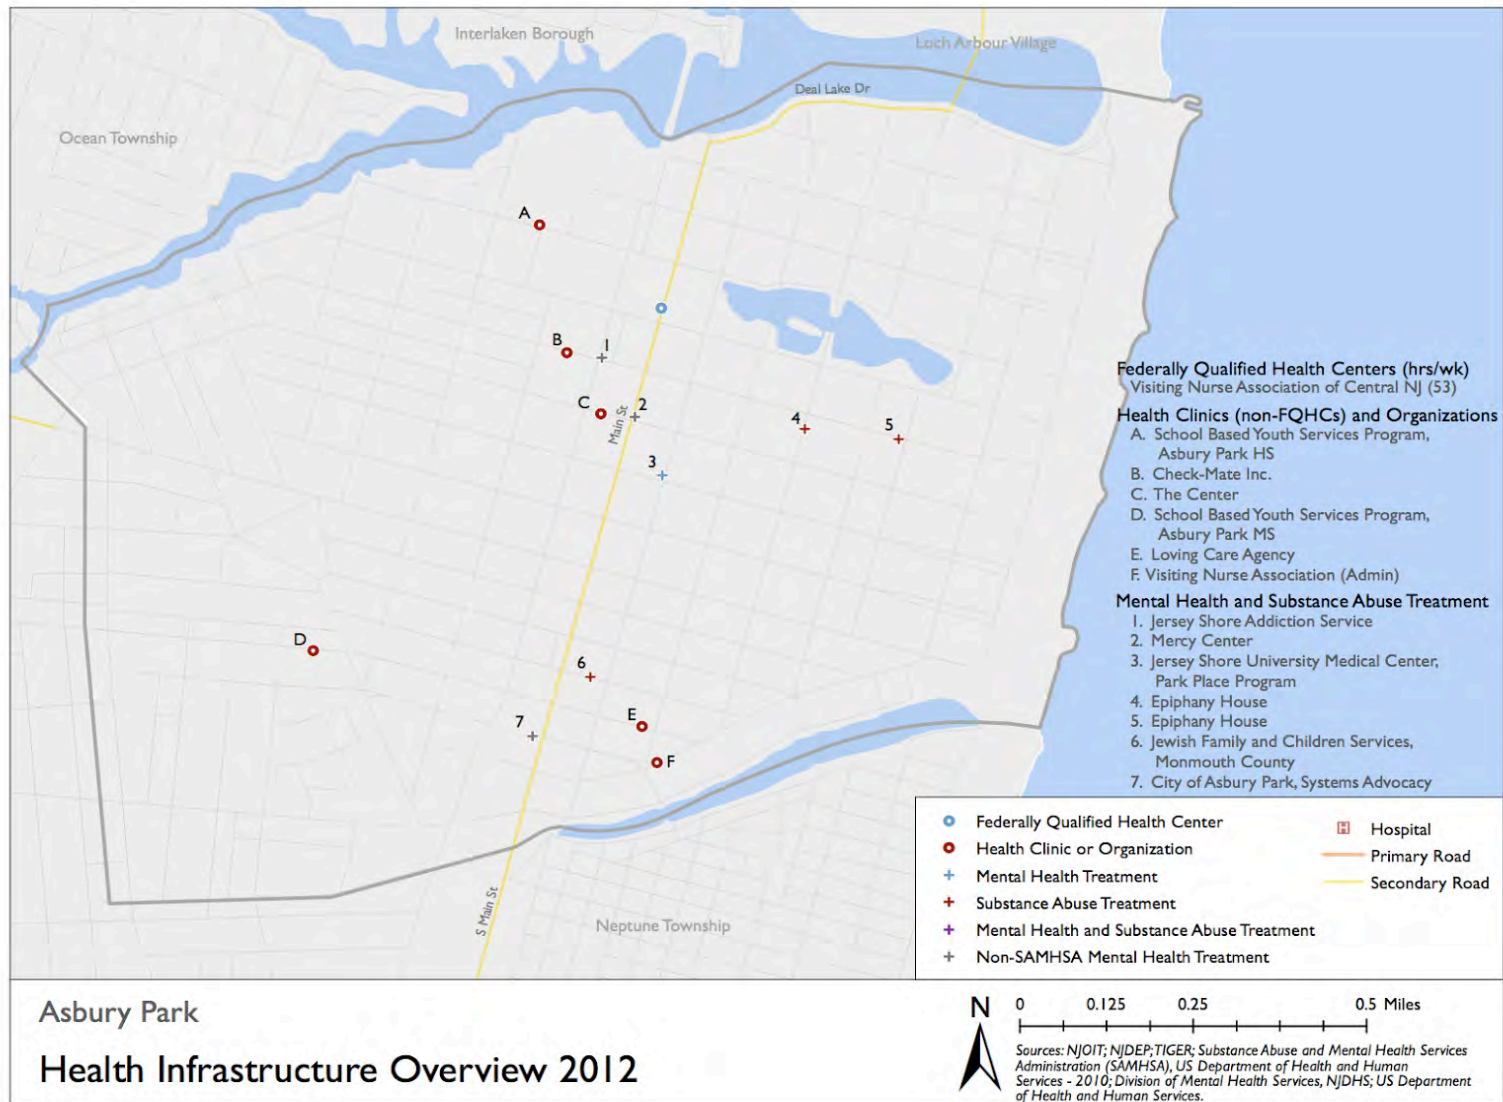 Interlaken Borough
Loch Arbour Village
Deal Lake Dr
Ocean Township
A
B
1
C
Main St
2
3
4
5
D
6
7
E
F
S Main St
Neptune Township
Federally Qualified Health Centers (hrs/wk)
Visiting Nurse Association of Central NJ (53)
Health Clinics (non-FQHCs) and Organizations
A. School Based Youth Services Program,
Asbury Park HS
B. Check-Mate Inc.
C. The Center
D. School Based Youth Services Program,
Asbury Park MS
E. Loving Care Agency
F. Visiting Nurse Association (Admin)
Mental Health and Substance Abuse Treatment
1. Jersey Shore Addiction Service
2. Mercy Center
3. Jersey Shore University Medical Center,
Park Place Program
4. Epiphany House
5. Epiphany House
6. Jewish Family and Children Services,
Monmouth County
7. City of Asbury Park, Systems Advocacy
Federally Qualified Health Center
Health Clinic or Organization
Mental Health Treatment
Substance Abuse Treatment
Mental Health and Substance Abuse Treatment
Non-SAMHSA Mental Health Treatment
H Hospital
Primary Road
Secondary Road
Asbury Park
Health Infrastructure Overview 2012
N
0 0.125 0.25 0.5 Miles
Sources: NJOIT; NJDEP; TIGER; Substance Abuse and Mental Health Services
Administration (SAMHSA), US Department of Health and Human
Services - 2010; Division of Mental Health Services, NJDHS; US Department
of Health and Human Services.